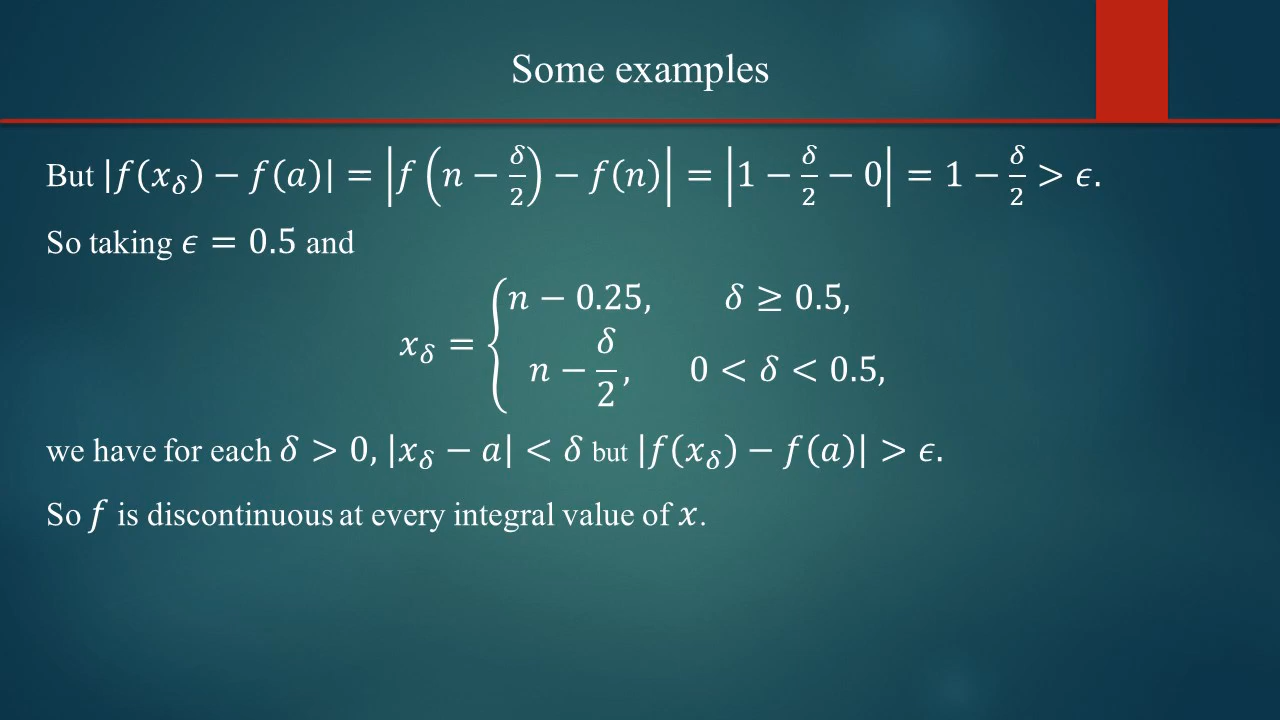 Some examples
But |f(x_δ) − f(a)| = |f(n − δ/2) − f(n)| = |1 − δ/2 − 0| = 1 − δ/2 > ϵ.
So taking ϵ = 0.5 and
x_δ = { n − 0.25, δ ≥ 0.5,
n − δ/2, 0 < δ < 0.5,
we have for each δ > 0, |x_δ − a| < δ but |f(x_δ) − f(a)| > ϵ.
So f is discontinuous at every integral value of x.